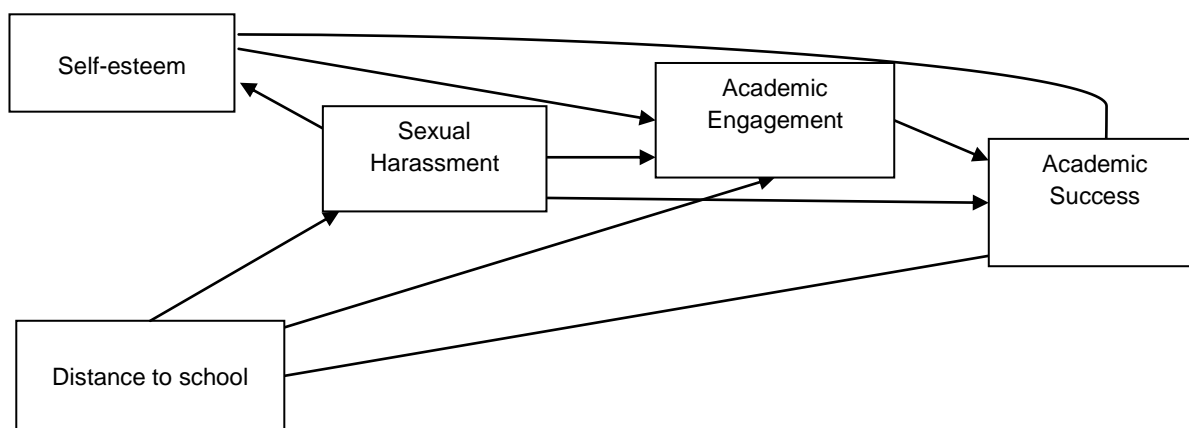 Self-esteem
Academic
Engagement
Sexual
Harassment
Academic
Success
Distance to school